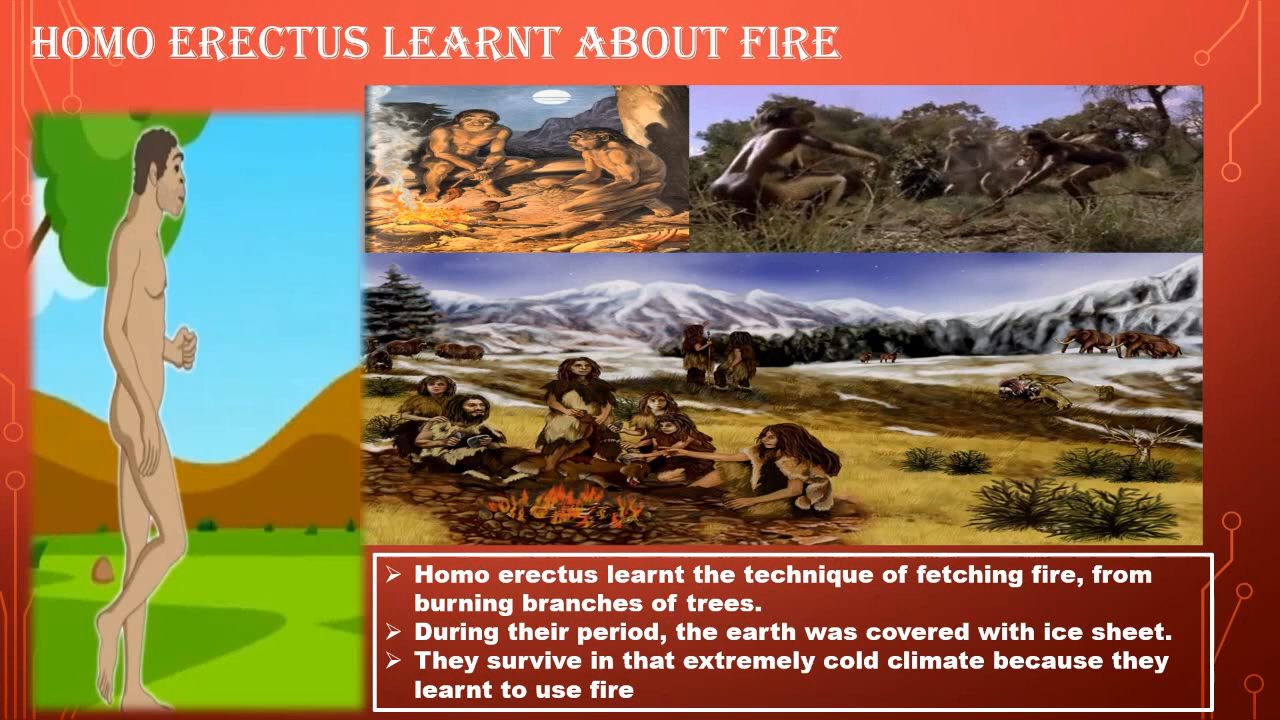 HOMO ERECTUS LEARNT ABOUT FIRE
➢ Homo erectus learnt the technique of fetching fire, from
burning branches of trees.
➢ During their period, the earth was covered with ice sheet.
➢ They survive in that extremely cold climate because they
learnt to use fire